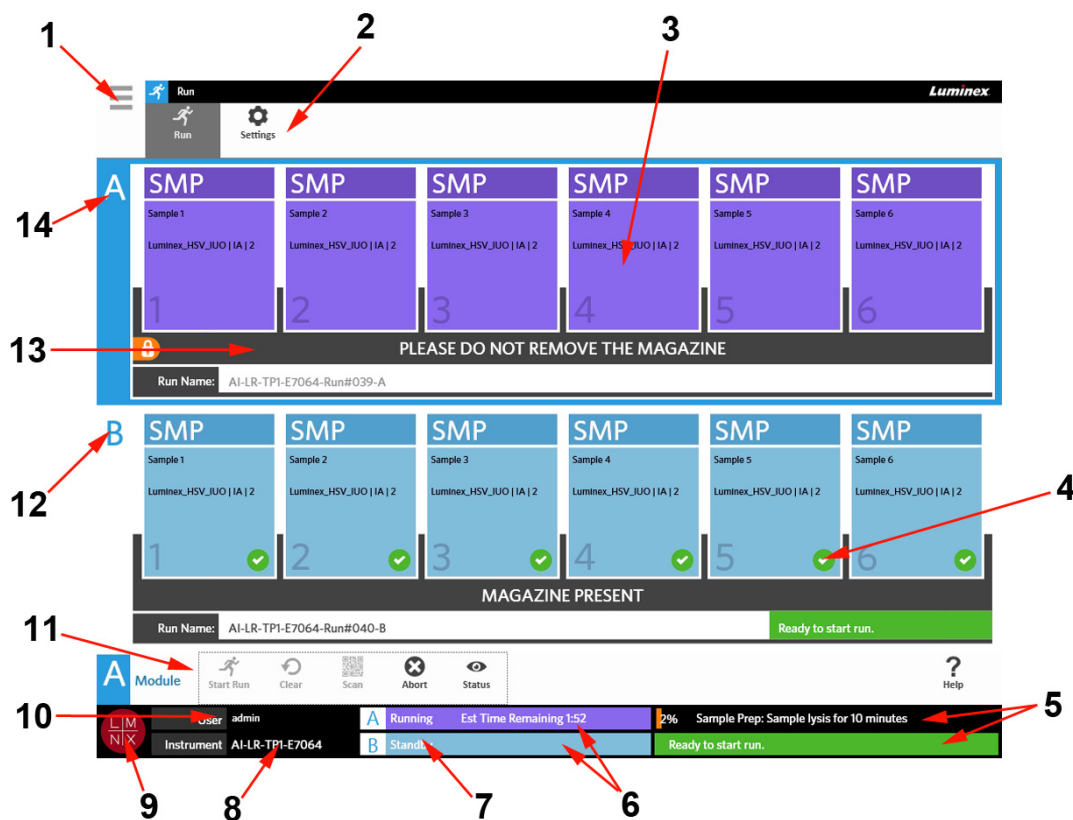 1
2
3
Run
Luminex
Run
Settings
A
SMP
SMP
SMP
SMP
SMP
SMP
Sample 1
Sample 2
Sample 3
Sample 4
Sample 5
Sample 6
Luminex_HSV_IUO | IA | 2
Luminex_HSV_IUO | IA | 2
Luminex_HSV_IUO | IA | 2
Luminex_HSV_IUO | IA | 2
Luminex_HSV_IUO | IA | 2
Luminex_HSV_IUO | IA | 2
14
1
2
3
4
5
6
13
PLEASE DO NOT REMOVE THE MAGAZINE
Run Name: AI-LR-TP1-E7064-Run#039-A
B
SMP
SMP
SMP
SMP
SMP
SMP
Sample 1
Sample 2
Sample 3
Sample 4
Sample 5
Sample 6
Luminex_HSV_IUO | IA | 2
Luminex_HSV_IUO | IA | 2
Luminex_HSV_IUO | IA | 2
Luminex_HSV_IUO | IA | 2
Luminex_HSV_IUO | IA | 2
Luminex_HSV_IUO | IA | 2
12
4
1
2
3
4
5
6
MAGAZINE PRESENT
11
Run Name: AI-LR-TP1-E7064-Run#040-B
Ready to start run.
A Module
Start Run
Clear
Scan
Abort
Status
?
Help
10
User admin
A Running Est Time Remaining 1:52
2% Sample Prep: Sample lysis for 10 minutes
5
L M
N X
Instrument AI-LR-TP1-E7064
B Standby
Ready to start run.
9
8
7
6